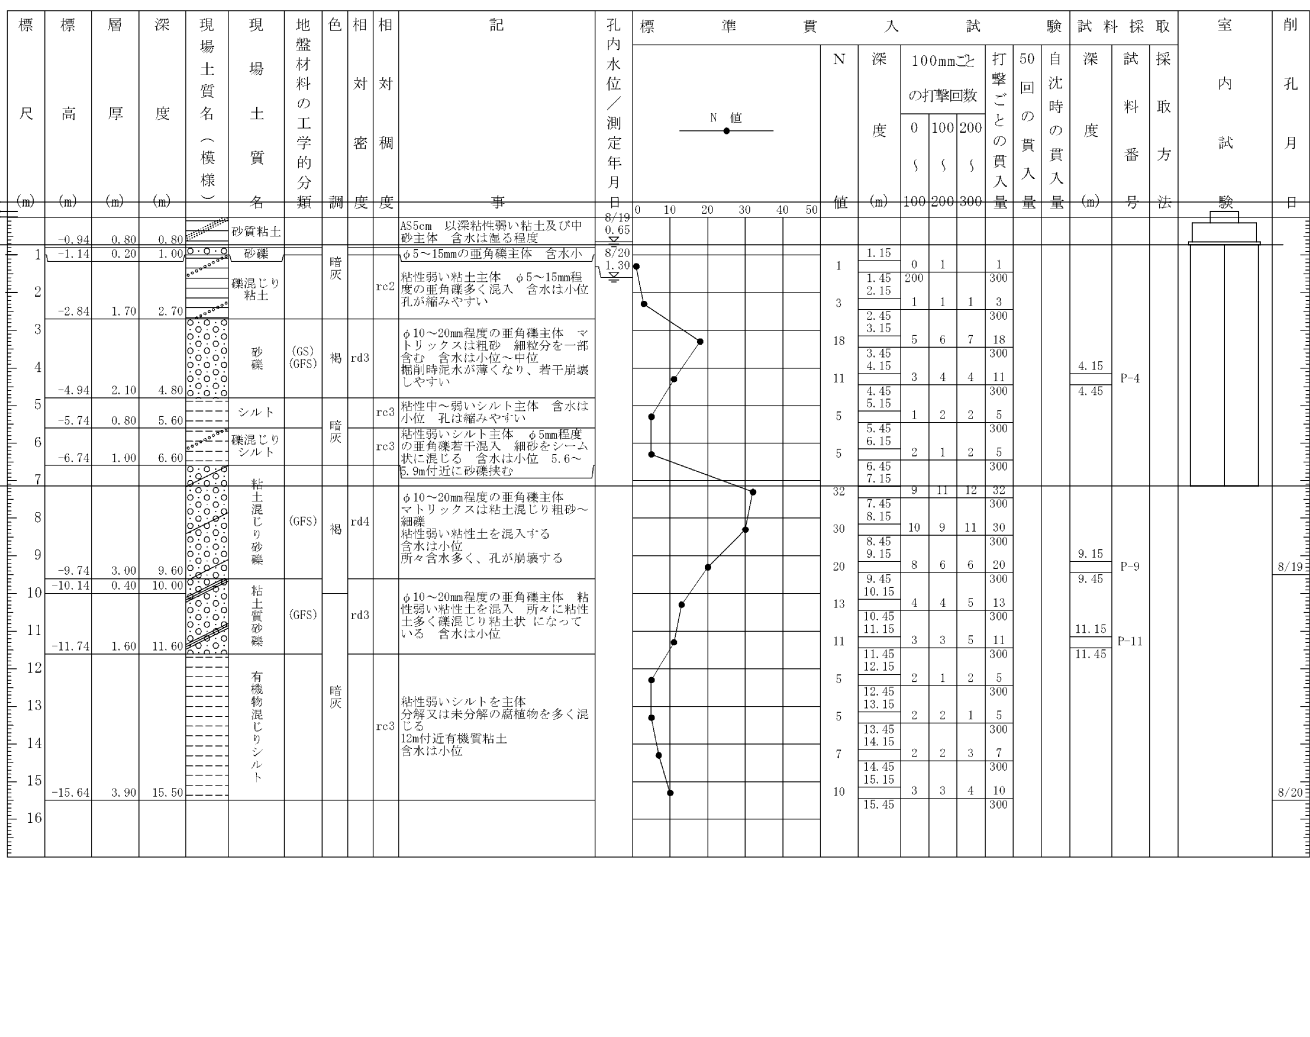 標尺(m)
標高(m)
層厚(m)
深度(m)
現場土質名(模様)
現場土質名
地盤材料の工学的分類
色調
相対密度
相対稠度
記事
孔内水位／測定年月日
標準貫入試験
N 値
N値
深度(m)
100mmごと
の打撃回数
0 100 200
～ ～ ～
100 200 300
打撃ごとの貫入量
50回の貫入量
自沈時の貫入量
試料採取
深度(m)
試料番号
採取方法
室内試験
削孔月日
0 10 20 30 40 50
-0.94 0.80 0.80
砂質粘土
AS5cm 以深粘性弱い粘土及び中
砂主体 含水は湿る程度
8/19
0.65
-1.14 0.20 1.00
砂礫
φ5～15mmの亜角礫主体 含水小
8/20
1.30
暗灰
-2.84 1.70 2.70
礫混じり
粘土
rc2
粘性弱い粘土主体 φ5～15mm程
度の亜角礫多く混入 含水は小位
孔が縮みやすい
-4.94 2.10 4.80
砂礫
(GS)
(GFS)
褐
rd3
φ10～20mm程度の亜角礫主体 マ
トリックスは粗砂 細粒分を一部
含む 含水は小位～中位
掘削時泥水が薄くなり、若干崩壊
しやすい
-5.74 0.80 5.60
シルト
暗灰
rc3
粘性中～弱いシルト主体 含水は
小位 孔は縮みやすい
-6.74 1.00 6.60
礫混じり
シルト
rc3
粘性弱いシルト主体 φ5mm程度
の亜角礫若干混入 細砂をシーム
状に混じる 含水は小位 5.6～
5.9m付近に砂礫挟む
-9.74 3.00 9.60
粘土混じり砂礫
(GFS)
褐
rd4
φ10～20mm程度の亜角礫主体
マトリックスは粘土混じり粗砂～
細礫
粘性弱い粘性土を混入する
含水は小位
所々含水多く、孔が崩壊する
-10.14 0.40 10.00
-11.74 1.60 11.60
粘土質砂礫
(GFS)
rd3
φ10～20mm程度の亜角礫主体 粘
性弱い粘性土を混入 所々に粘性
土多く礫混じり粘土状 になって
いる 含水は小位
-15.64 3.90 15.50
有機物混じりシルト
暗灰
rc3
粘性弱いシルトを主体
分解又は未分解の腐植物を多く混
じる
12m付近有機質粘土
含水は小位
1
2
3
4
5
6
7
8
9
10
11
12
13
14
15
16
1 1.15 0 1 1
1.45 200 300
3 2.15 1 1 1 3
2.45 300
18 3.15 5 6 7 18
3.45 300
11 4.15 3 4 4 11
4.45 300
5 5.15 1 2 2 5
5.45 300
5 6.15 2 1 2 5
6.45 300
32 7.15 9 11 12 32
7.45 300
30 8.15 10 9 11 30
8.45 300
20 9.15 8 6 6 20
9.45 300
13 10.15 4 4 5 13
10.45 300
11 11.15 3 3 5 11
11.45 300
5 12.15 2 1 2 5
12.45 300
5 13.15 2 2 1 5
13.45 300
7 14.15 2 2 3 7
14.45 300
10 15.15 3 3 4 10
15.45 300
4.15
P-4
4.45
9.15
P-9
9.45
11.15
P-11
11.45
8/19
8/20